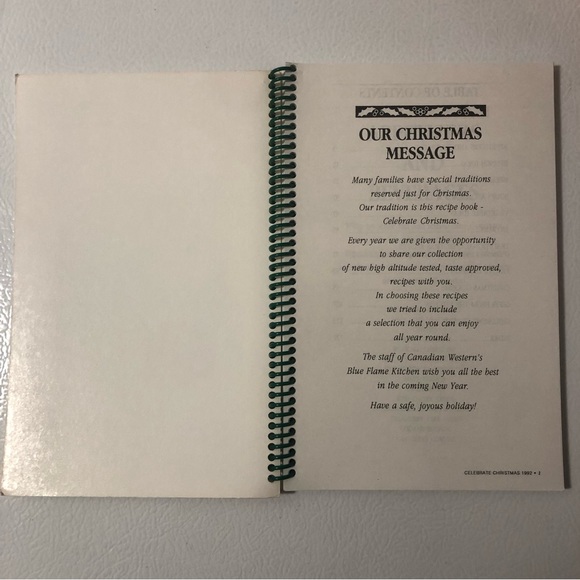 OUR CHRISTMAS
MESSAGE
Many families have special traditions
reserved just for Christmas.
Our tradition is this recipe book -
Celebrate Christmas.
Every year we are given the opportunity
to share our collection
of new high altitude tested, taste approved,
recipes with you.
In choosing these recipes
we tried to include
a selection that you can enjoy
all year round.
The staff of Canadian Western's
Blue Flame Kitchen wish you all the best
in the coming New Year.
Have a safe, joyous holiday!
CELEBRATE CHRISTMAS 1992 • 1